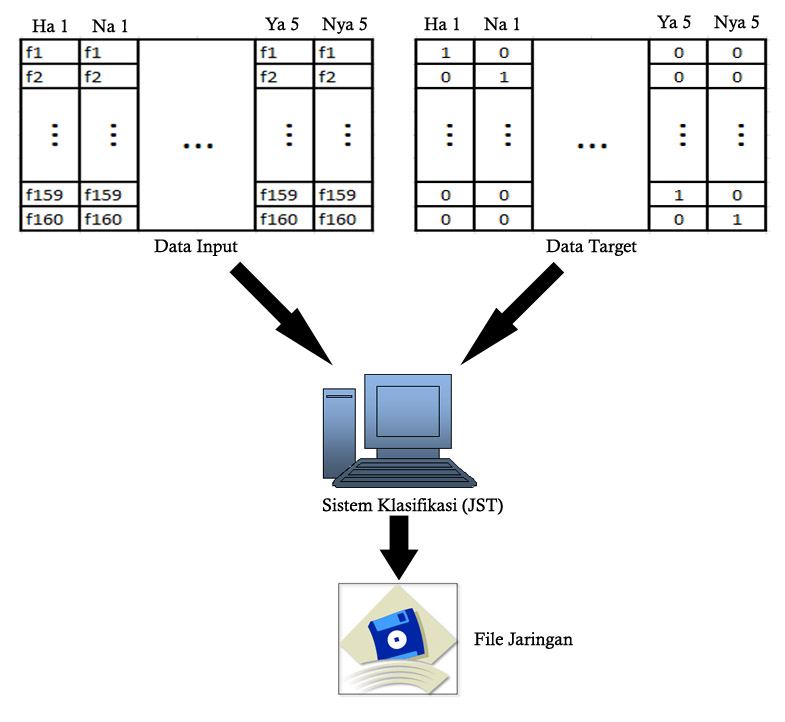 Ha 1 Na 1 Ya 5 Nya 5
f1 f1 f1 f1
f2 f2 f2 f2
⋮ ⋮ ... ⋮ ⋮
f159 f159 f159 f159
f160 f160 f160 f160
Data Input
Ha 1 Na 1 Ya 5 Nya 5
1 0 0 0
0 1 0 0
⋮ ⋮ ... ⋮ ⋮
0 0 1 0
0 0 0 1
Data Target
Sistem Klasifikasi (JST)
File Jaringan